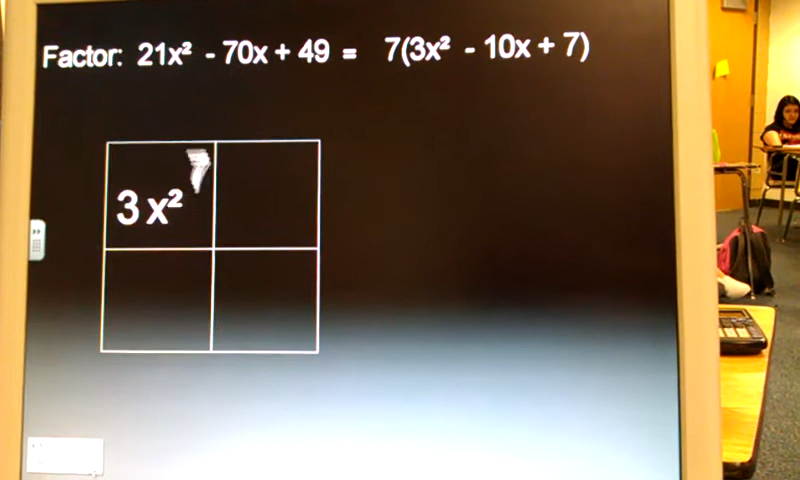 Factor: 21x² - 70x + 49 = 7(3x² - 10x + 7)
7
3x²